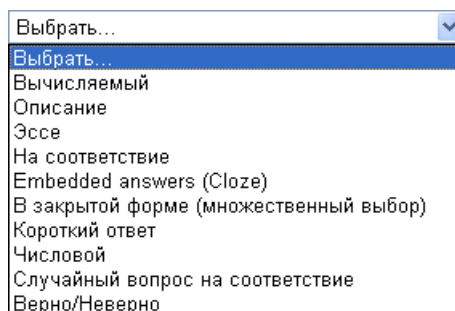 Выбрать...
Выбрать...
Вычисляемый
Описание
Эссе
На соответствие
Embedded answers (Cloze)
В закрытой форме (множественный выбор)
Короткий ответ
Числовой
Случайный вопрос на соответствие
Верно/Неверно